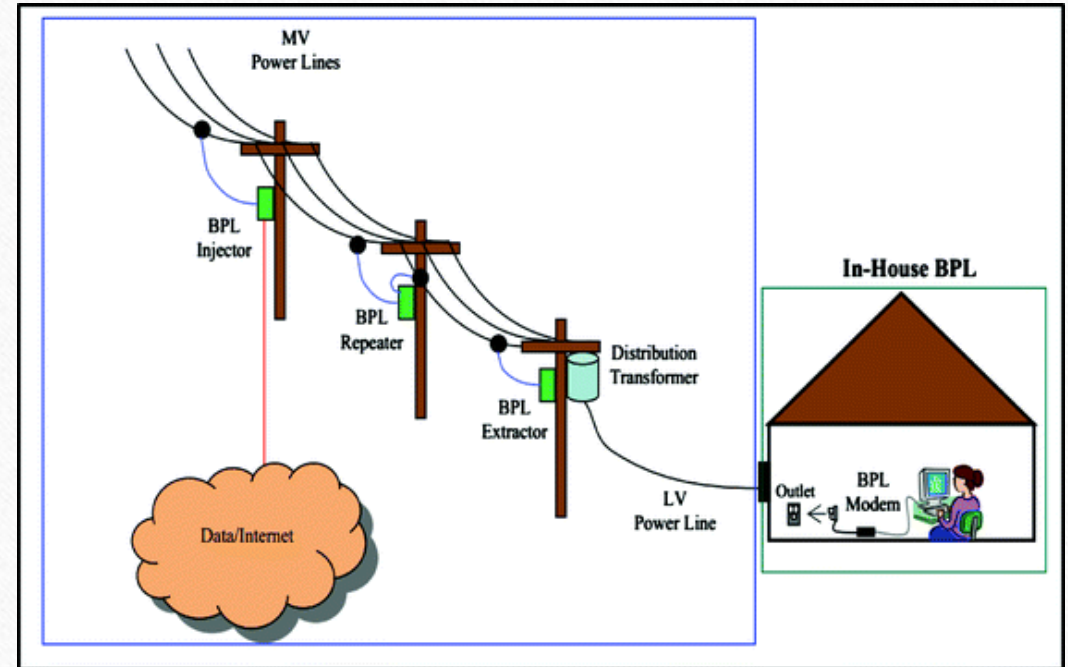 MV
Power Lines
BPL
Injector
BPL
Repeater
In-House BPL
Distribution
Transformer
BPL
Extractor
LV
Power Line
Outlet
BPL
Modem
Data/Internet